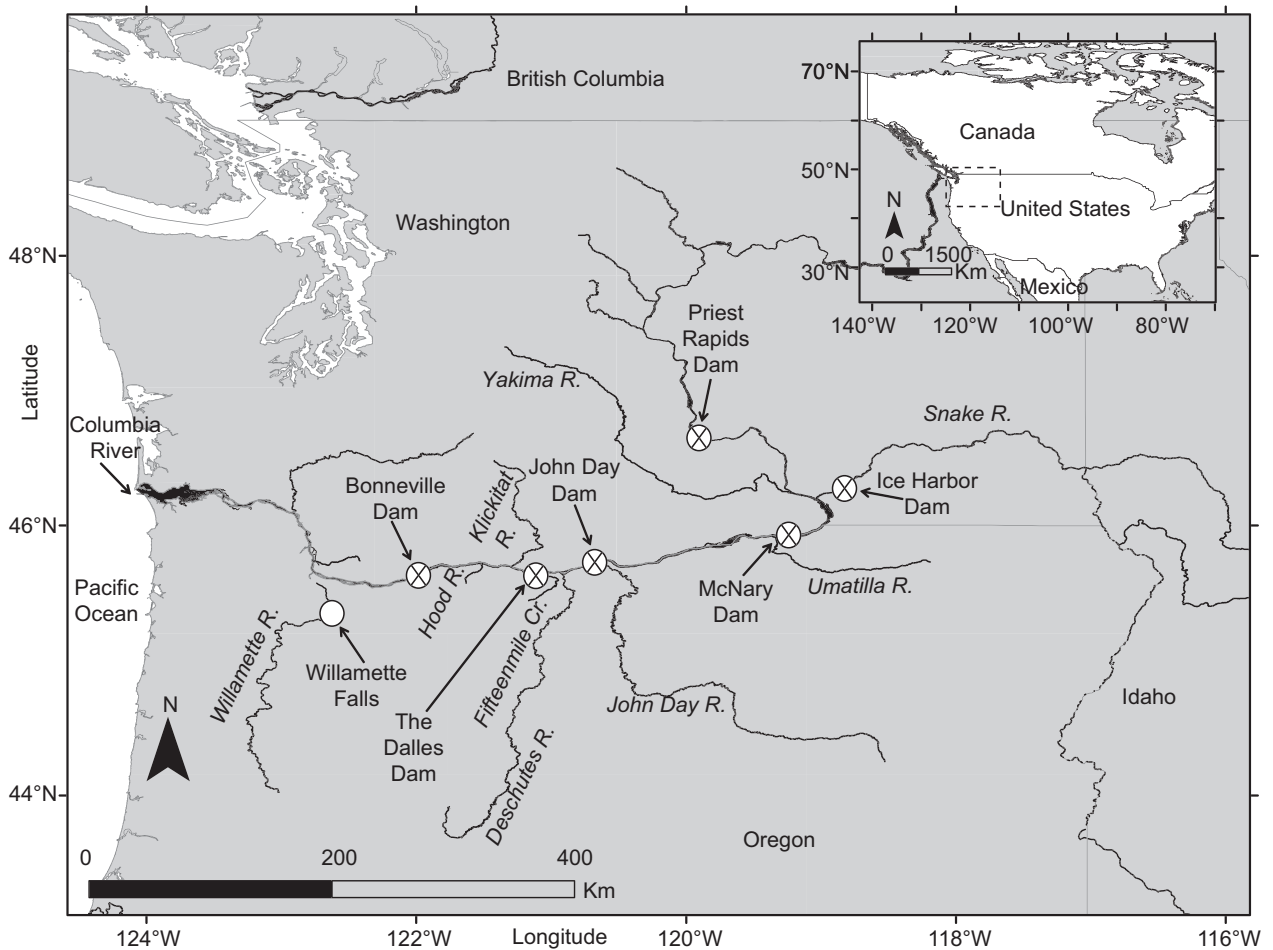 British Columbia
Washington
70°N
Canada
50°N
N
United States
0 1500
Km
30°N
Mexico
140°W
120°W
100°W
80°W
48°N
Latitude
Priest
Rapids
Dam
Yakima R.
Snake R.
Columbia
River
Bonneville
Dam
Klickitat
R.
John Day
Dam
Ice Harbor
Dam
46°N
Pacific
Ocean
Hood R.
McNary
Dam
Umatilla R.
Willamette R.
Willamette
Falls
Fifteenmile Cr.
The
Dalles
Dam
John Day R.
Idaho
N
Deschutes R.
44°N
Oregon
0 200 400
Km
124°W
122°W
Longitude
120°W
118°W
116°W